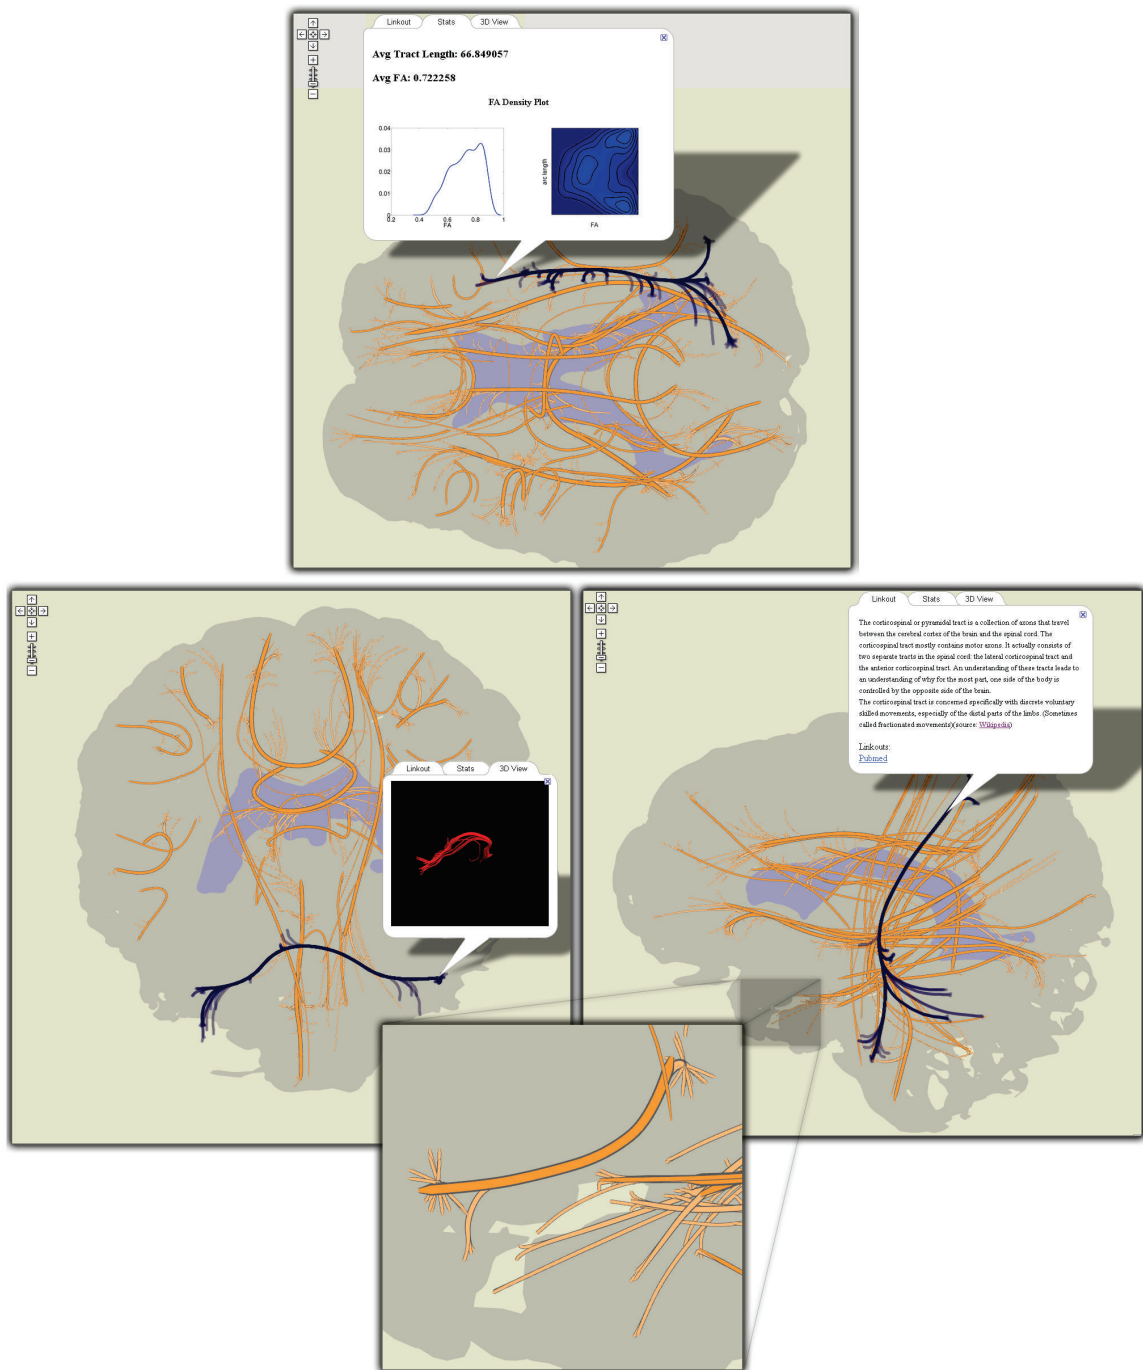 Linkout Stats 3D View
Avg Tract Length: 66.849057
Avg FA: 0.722258
FA Density Plot
0.04
0.03
0.02
0.01
0
0.2 0.4 0.6 0.8 1
FA
arc length
FA
Linkout Stats 3D View
Linkout Stats 3D View
The corticospinal or pyramidal tract is a collection of axons that travel
between the cerebral cortex of the brain and the spinal cord. The
corticospinal tract mostly contains motor axons. It actually consists of
two separate tracts in the spinal cord: the lateral corticospinal tract and
the anterior corticospinal tract. An understanding of these tracts leads to
an understanding of why for the most part, one side of the body is
controlled by the opposite side of the brain.
The corticospinal tract is concerned specifically with discrete voluntary
skilled movements, especially of the distal parts of the limbs. (Sometimes
called fractionated movements)(source: Wikipedia)
Linkouts:
Pubmed